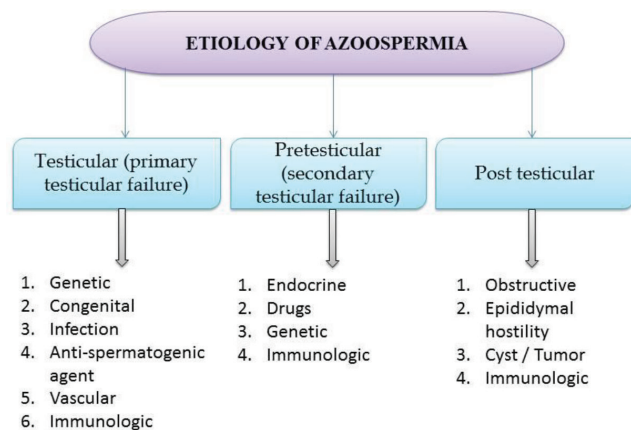 ETIOLOGY OF AZOOSPERMIA
Testicular (primary
testicular failure)
Pretesticular
(secondary
testicular failure)
Post testicular
1. Genetic
2. Congenital
3. Infection
4. Anti-spermatogenic
agent
5. Vascular
6. Immunologic
1. Endocrine
2. Drugs
3. Genetic
4. Immunologic
1. Obstructive
2. Epididymal
hostility
3. Cyst / Tumor
4. Immunologic